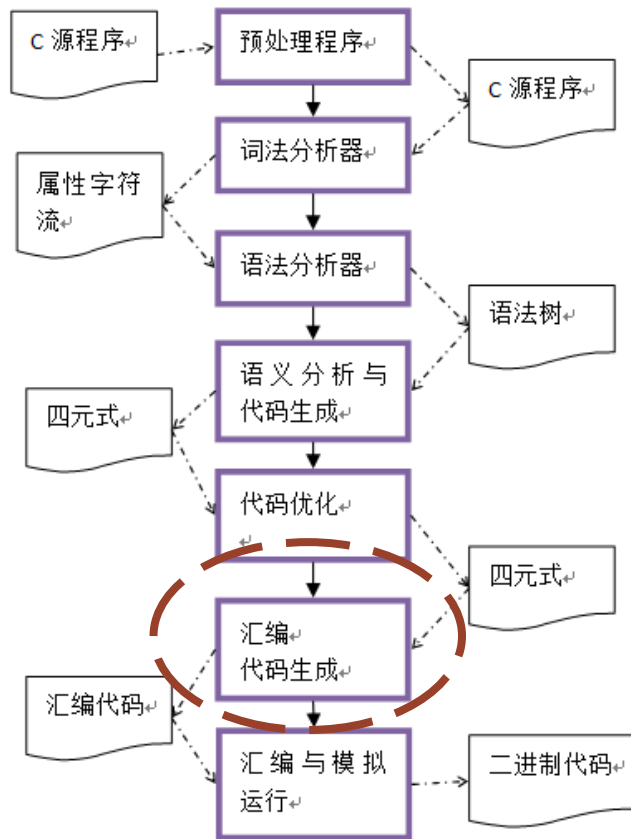 C 源程序
预处理程序
C 源程序
词法分析器
属性字符
流
语法分析器
语法树
语义分析与
代码生成
四元式
代码优化
四元式
汇编
代码生成
汇编代码
汇编与模拟
运行
二进制代码